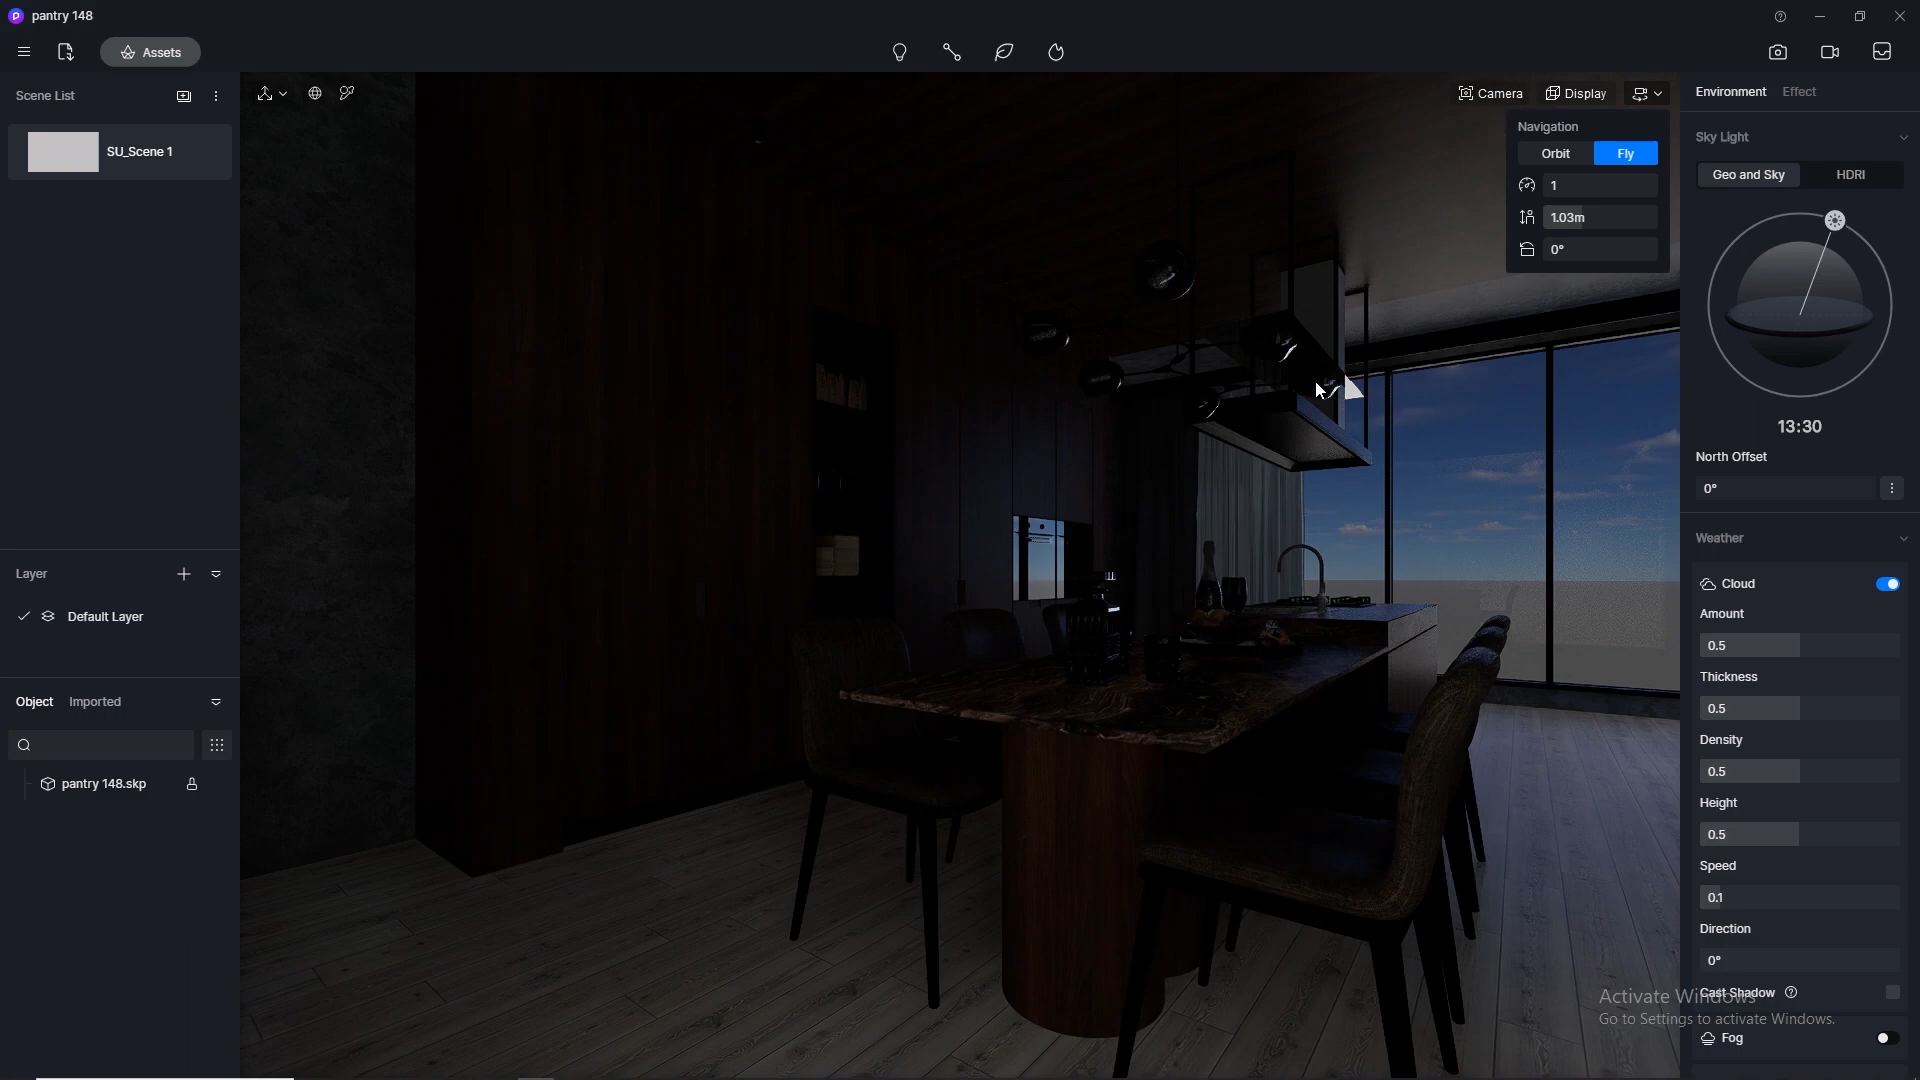 pantry 148
Assets
Scene List
SU_Scene 1
Layer
Default Layer
Object Imported
pantry 148.skp
Camera
Display
Navigation
Orbit Fly
1
1.03m
0°
Environment Effect
Sky Light
Geo and Sky HDRI
13:30
North Offset
0°
Weather
Cloud
Amount
0.5
Thickness
0.5
Density
0.5
Height
0.5
Speed
0.1
Direction
0°
Cast Shadow
Fog
Activate Windows
Go to Settings to activate Windows.